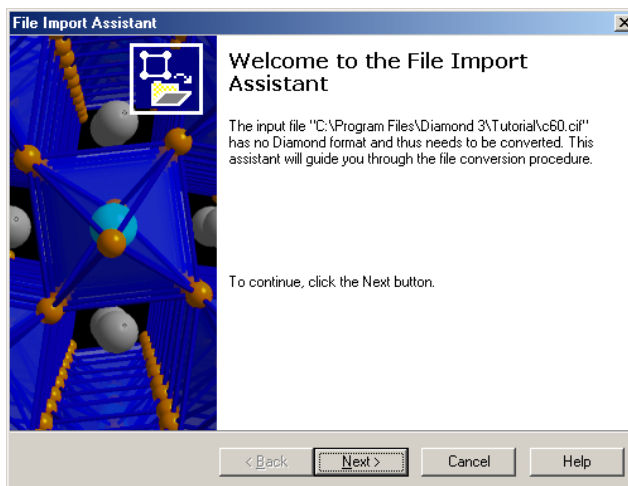 File Import Assistant
Welcome to the File Import
Assistant
The input file "C:\Program Files\Diamond 3\Tutorial\c60.cif"
has no Diamond format and thus needs to be converted. This
assistant will guide you through the file conversion procedure.
To continue, click the Next button.
< Back
Next >
Cancel
Help